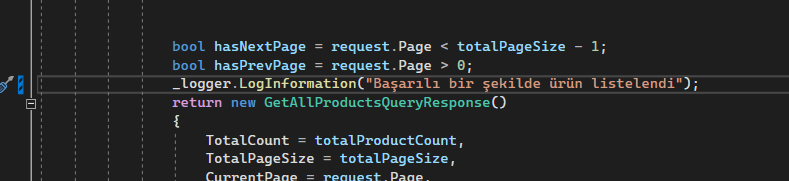 bool hasNextPage = request.Page < totalPageSize - 1;
bool hasPrevPage = request.Page > 0;
_logger.LogInformation("Başarılı bir şekilde ürün listelendi");
return new GetAllProductsQueryResponse()
{
TotalCount = totalProductCount,
TotalPageSize = totalPageSize,
CurrentPage = request.Page,